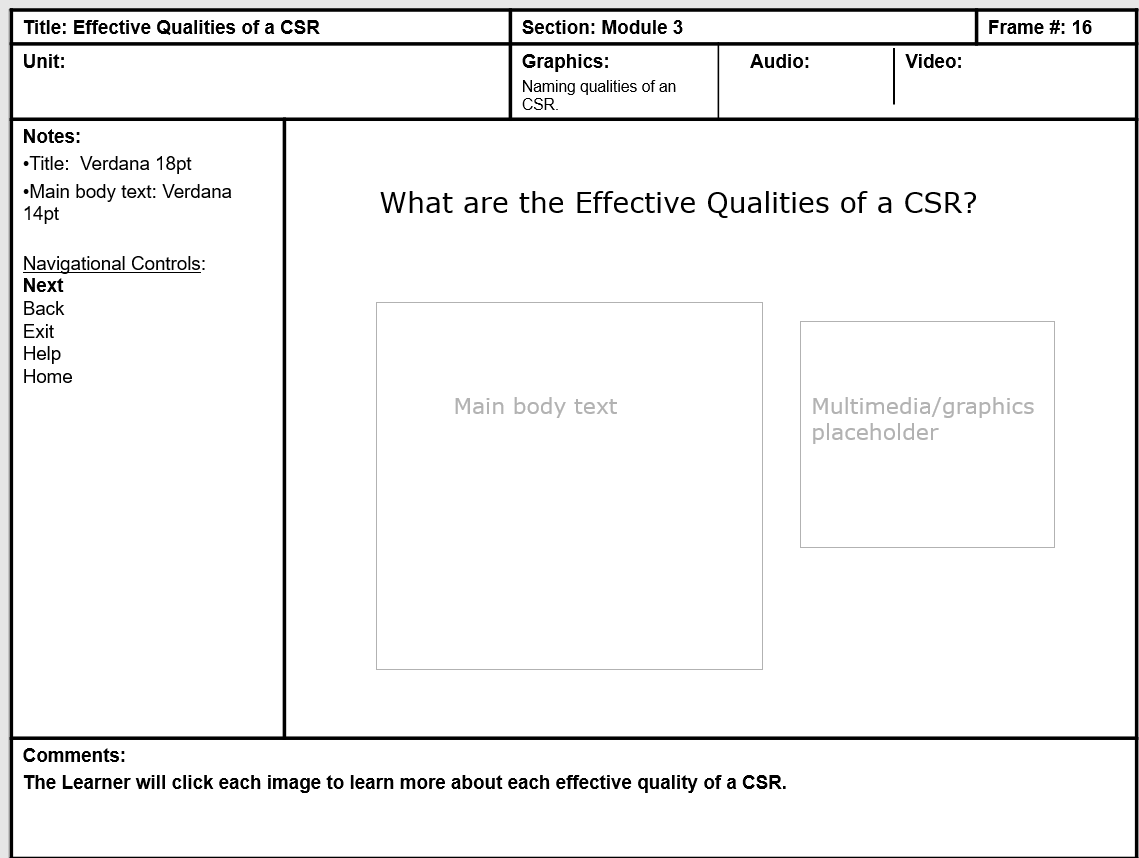 Title: Effective Qualities of a CSR
Section: Module 3
Frame #: 16
Unit:
Graphics:
Naming qualities of an
CSR.
Audio:
Video:
Notes:
•Title:  Verdana 18pt
•Main body text: Verdana
14pt
Navigational Controls:
Next
Back
Exit
Help
Home
What are the Effective Qualities of a CSR?
Main body text
Multimedia/graphics
placeholder
Comments:
The Learner will click each image to learn more about each effective quality of a CSR.